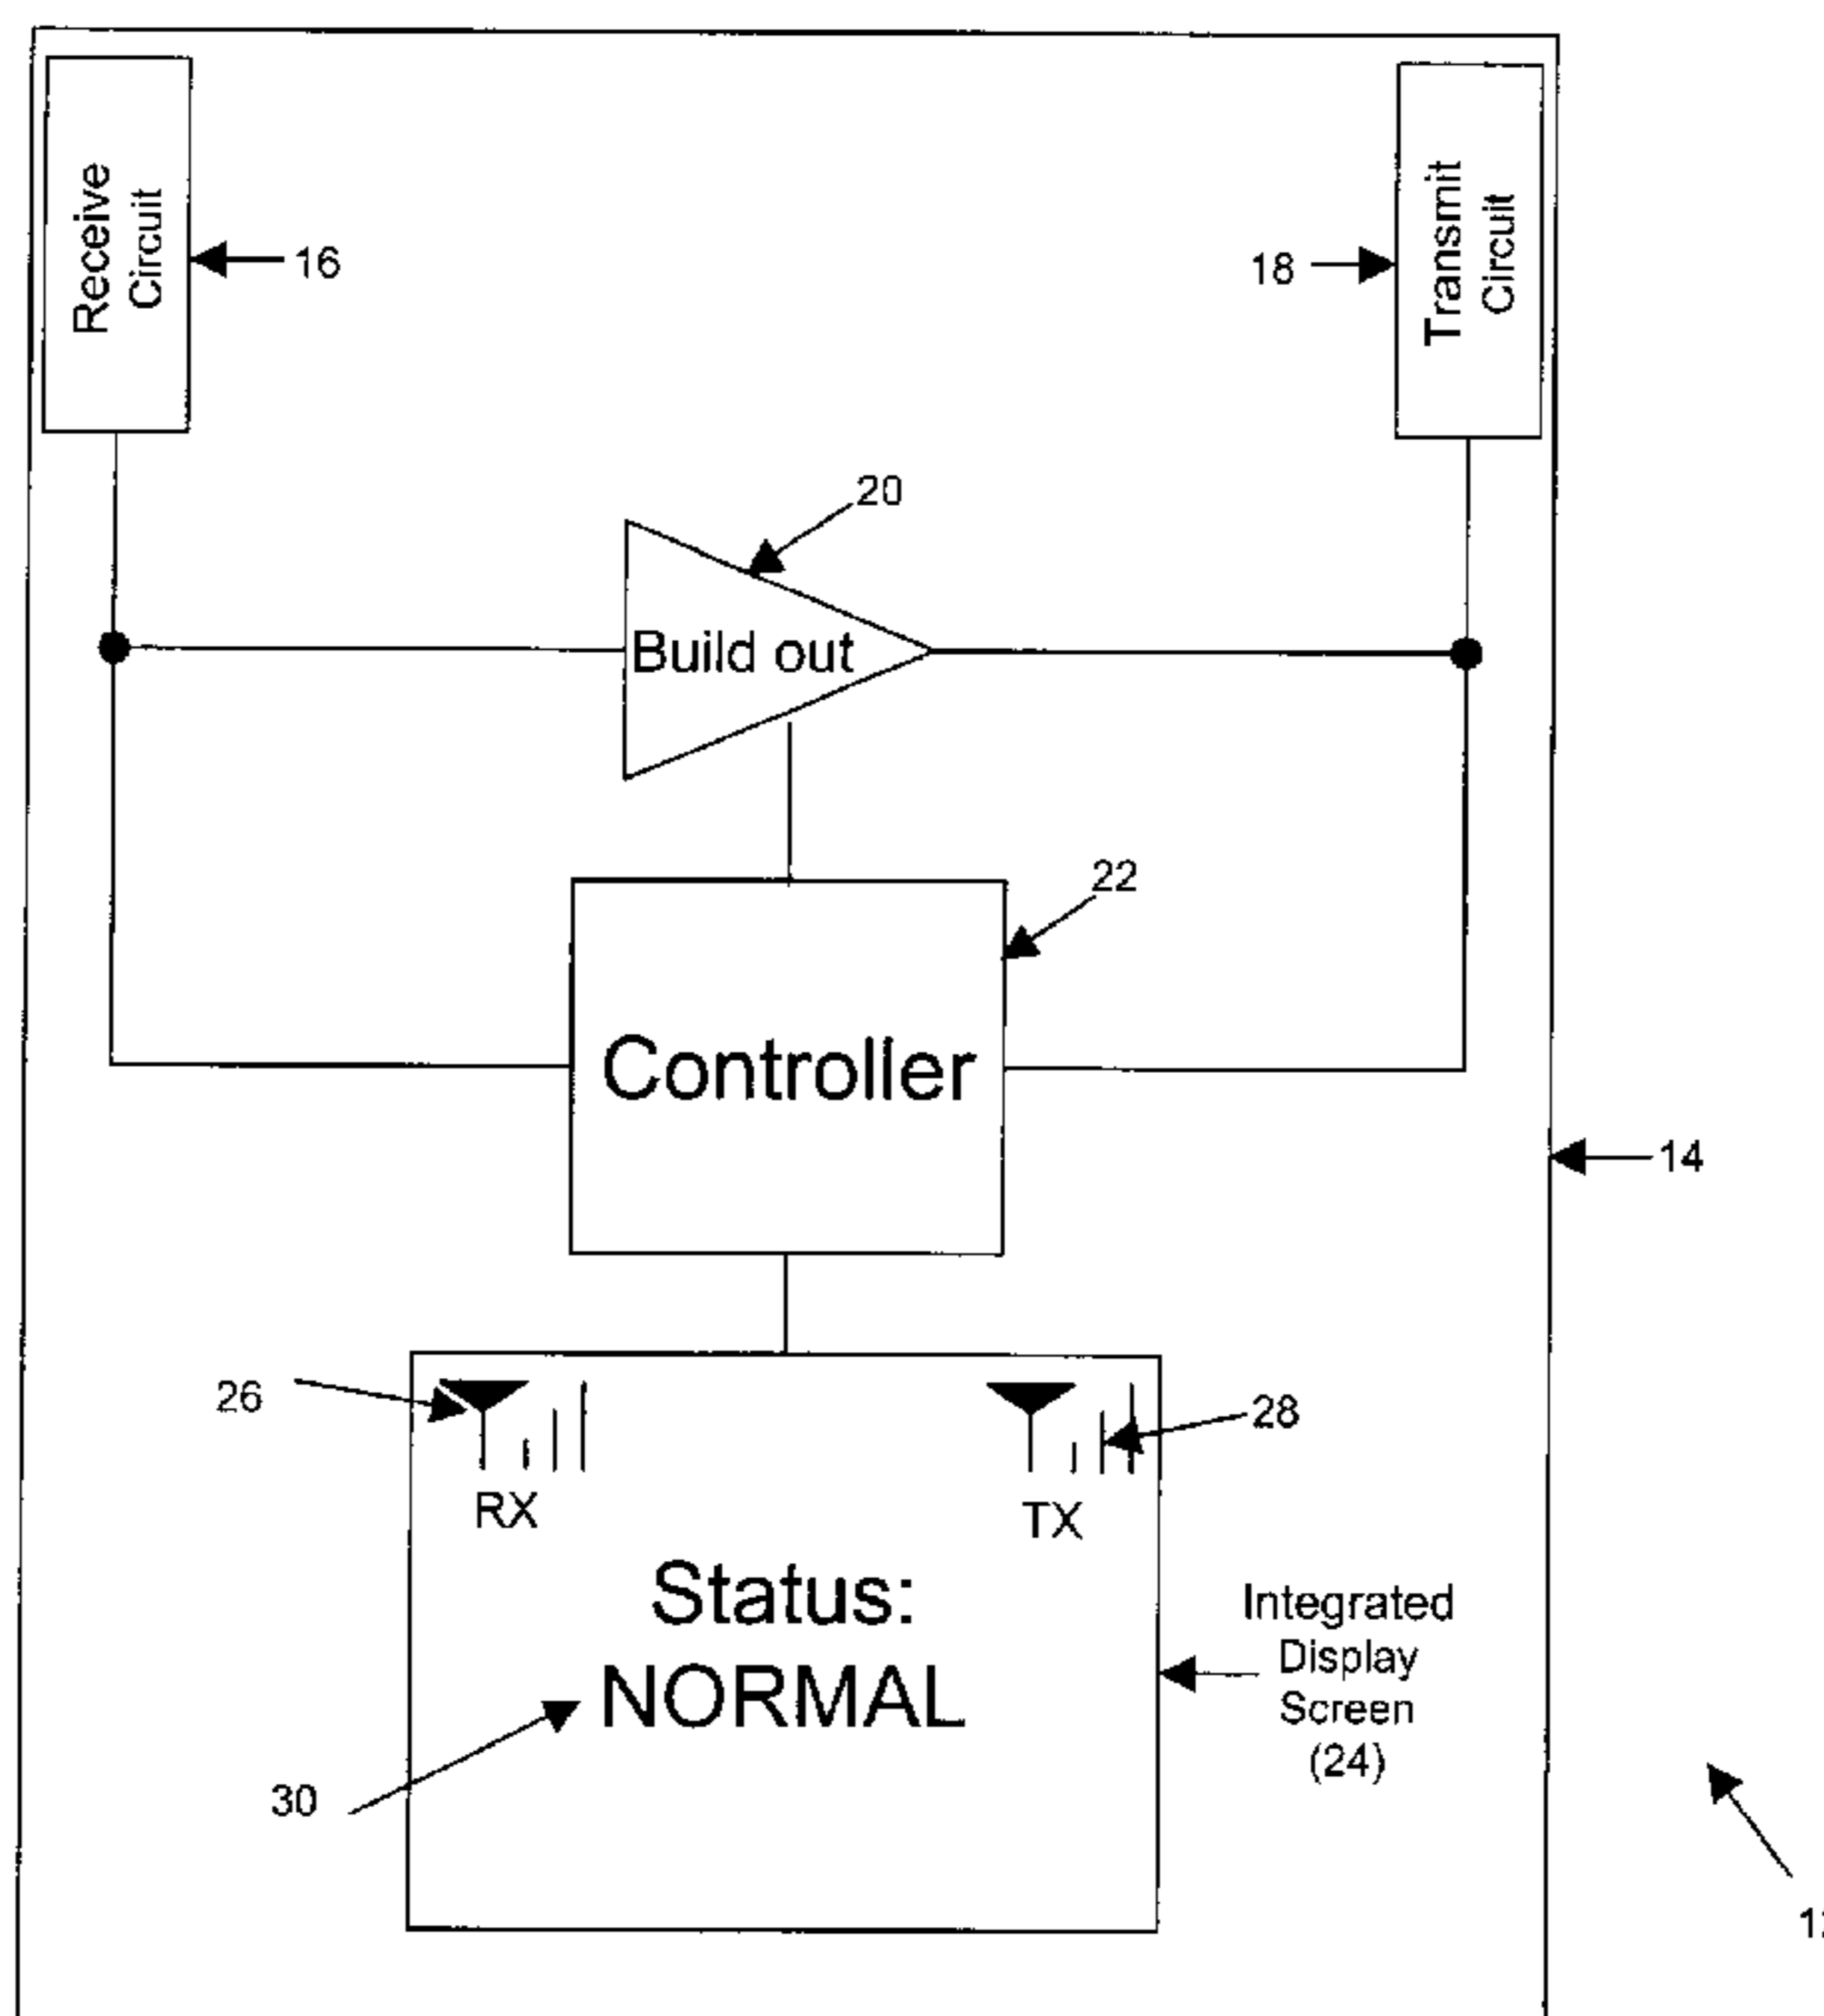 Receive
Circuit
16
18
Transmit
Circuit
20
Build out
22
Controller
14
26
28
RX
TX
Status:
NORMAL
Integrated
Display
Screen
(24)
30